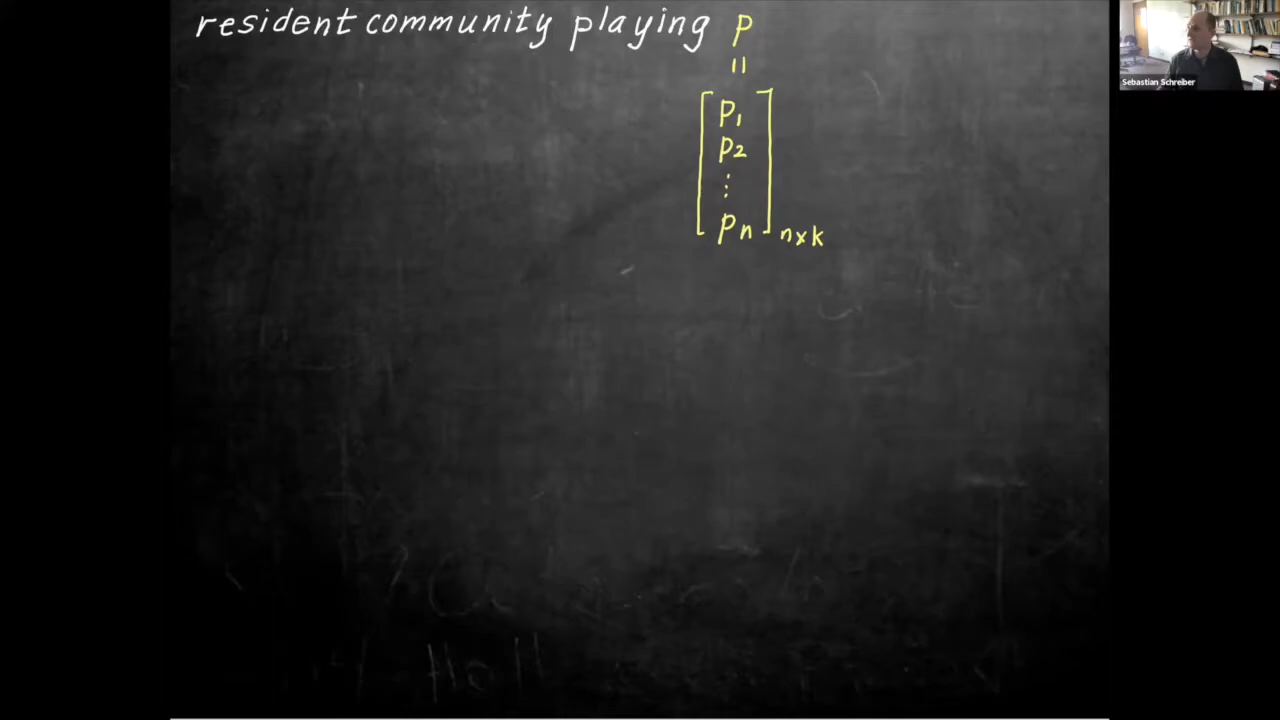 resident community playing p
=
[ p1
p2
⋮
pn ] n×k
Sebastian Schreiber